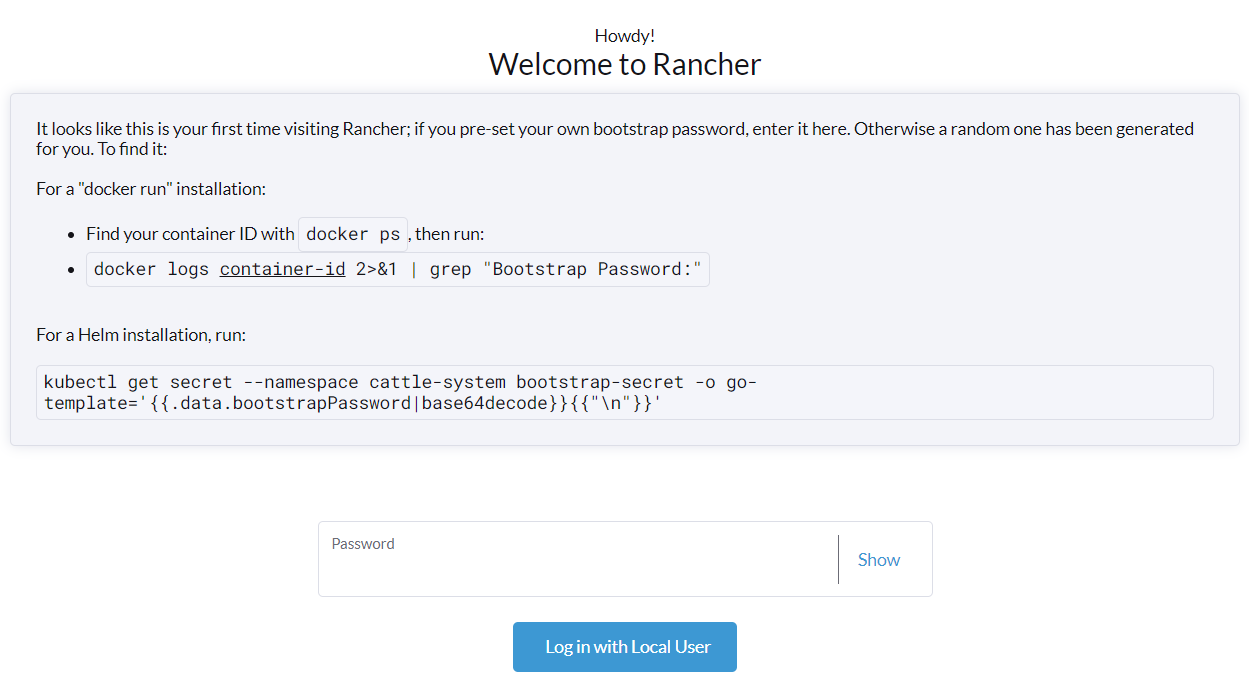 Howdy!
Welcome to Rancher
It looks like this is your first time visiting Rancher; if you pre-set your own bootstrap password, enter it here. Otherwise a random one has been generated
for you. To find it:
For a "docker run" installation:
Find your container ID with docker ps, then run:
docker logs container-id 2>&1 | grep "Bootstrap Password:"
For a Helm installation, run:
kubectl get secret --namespace cattle-system bootstrap-secret -o go-
template='{{.data.bootstrapPassword|base64decode}}{{"\n"}}'
Password
Show
Log in with Local User